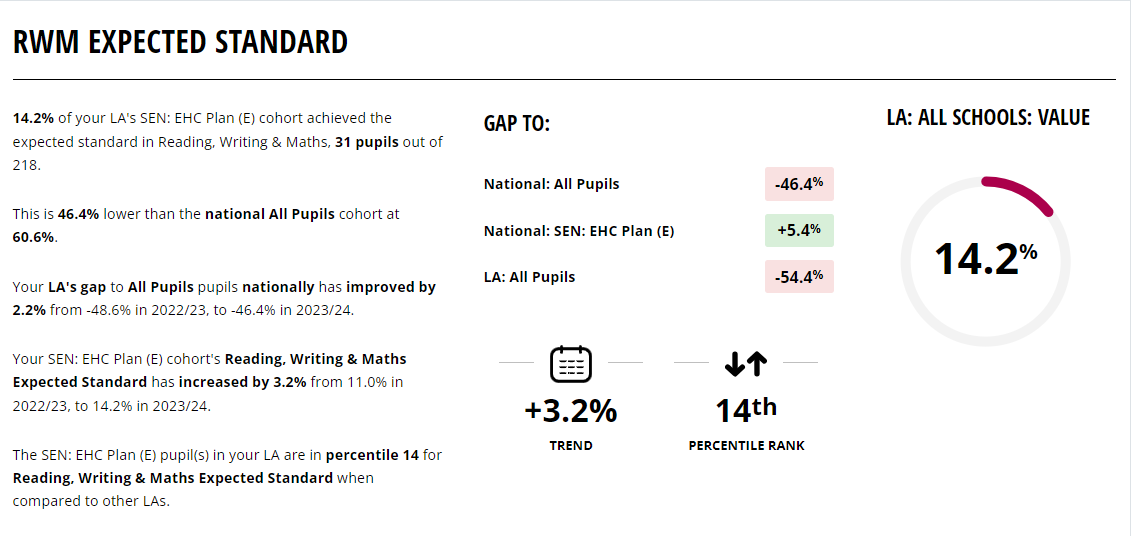 RWM EXPECTED STANDARD
14.2% of your LA's SEN: EHC Plan (E) cohort achieved the
expected standard in Reading, Writing & Maths, 31 pupils out of
218.
This is 46.4% lower than the national All Pupils cohort at
60.6%.
Your LA's gap to All Pupils pupils nationally has improved by
2.2% from -48.6% in 2022/23, to -46.4% in 2023/24.
Your SEN: EHC Plan (E) cohort's Reading, Writing & Maths
Expected Standard has increased by 3.2% from 11.0% in
2022/23, to 14.2% in 2023/24.
The SEN: EHC Plan (E) pupil(s) in your LA are in percentile 14 for
Reading, Writing & Maths Expected Standard when
compared to other LAs.
GAP TO:
National: All Pupils -46.4%
National: SEN: EHC Plan (E) +5.4%
LA: All Pupils -54.4%
+3.2%
TREND
14th
PERCENTILE RANK
LA: ALL SCHOOLS: VALUE
14.2%